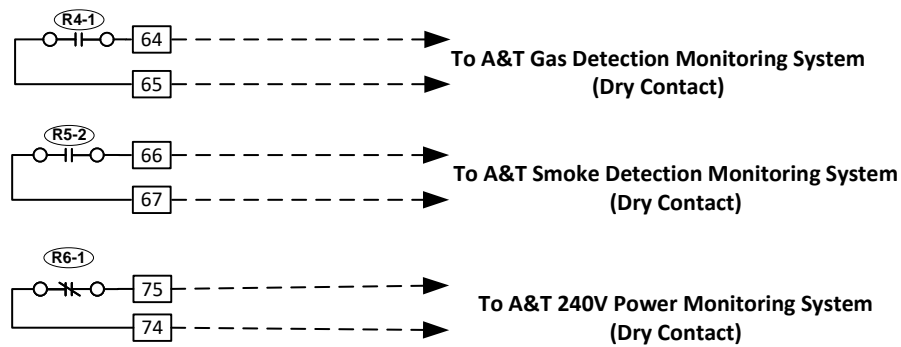 R4-1
64
To A&T Gas Detection Monitoring System
65
(Dry Contact)
R5-2
66
To A&T Smoke Detection Monitoring System
67
(Dry Contact)
R6-1
75
To A&T 240V Power Monitoring System
74
(Dry Contact)